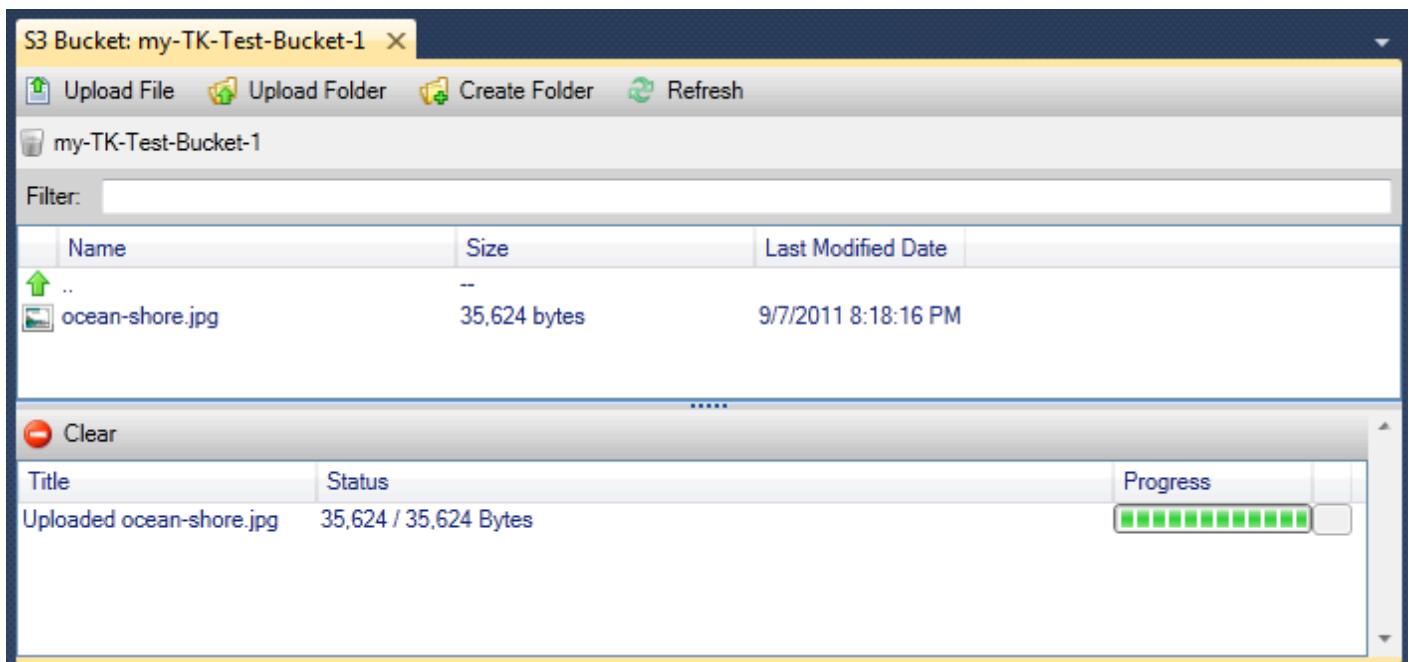 S3 Bucket: my-TK-Test-Bucket-1
Upload File Upload Folder Create Folder Refresh
my-TK-Test-Bucket-1
Filter:
Name Size Last Modified Date
.. --
ocean-shore.jpg 35,624 bytes 9/7/2011 8:18:16 PM
Clear
Title Status Progress
Uploaded ocean-shore.jpg 35,624 / 35,624 Bytes